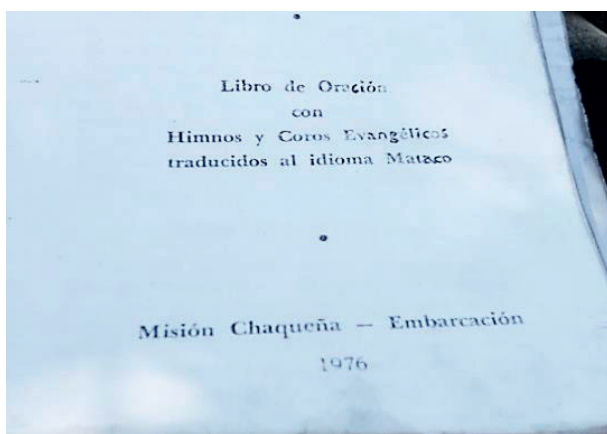 Libro de Oración
con
Himnos y Coros Evangélicos
traducidos al idioma Mataco
Misión Chaqueña — Embarcación
1976